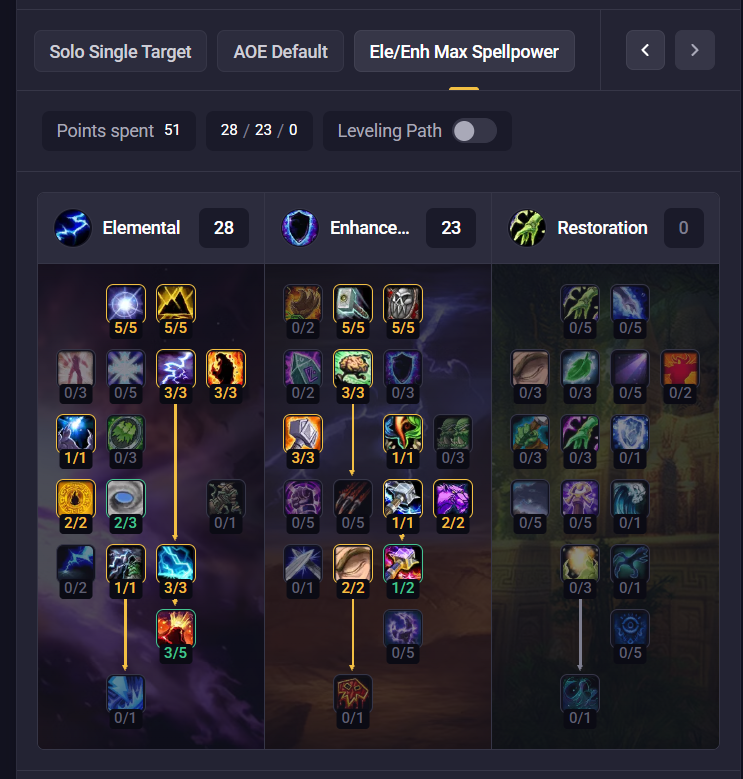 Solo Single Target AOE Default Ele/Enh Max Spellpower
Points spent 51 28 / 23 / 0 Leveling Path
Elemental 28 Enhance... 23 Restoration 0
5/5 5/5 0/2 5/5 5/5 0/5 0/5
0/3 0/5 3/3 3/3 0/2 3/3 0/3 0/3 0/3 0/5 0/2
1/1 0/3 3/3 1/1 0/3 0/3 0/3 0/1
2/2 2/3 0/1 0/5 0/5 1/1 2/2 0/5 0/5 0/1
0/2 1/1 3/3 0/1 2/2 1/2 0/3 0/1
3/5 0/5 0/5
0/1 0/1 0/1